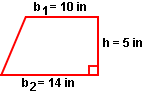 b₁= 10 in
h = 5 in
b₂= 14 in